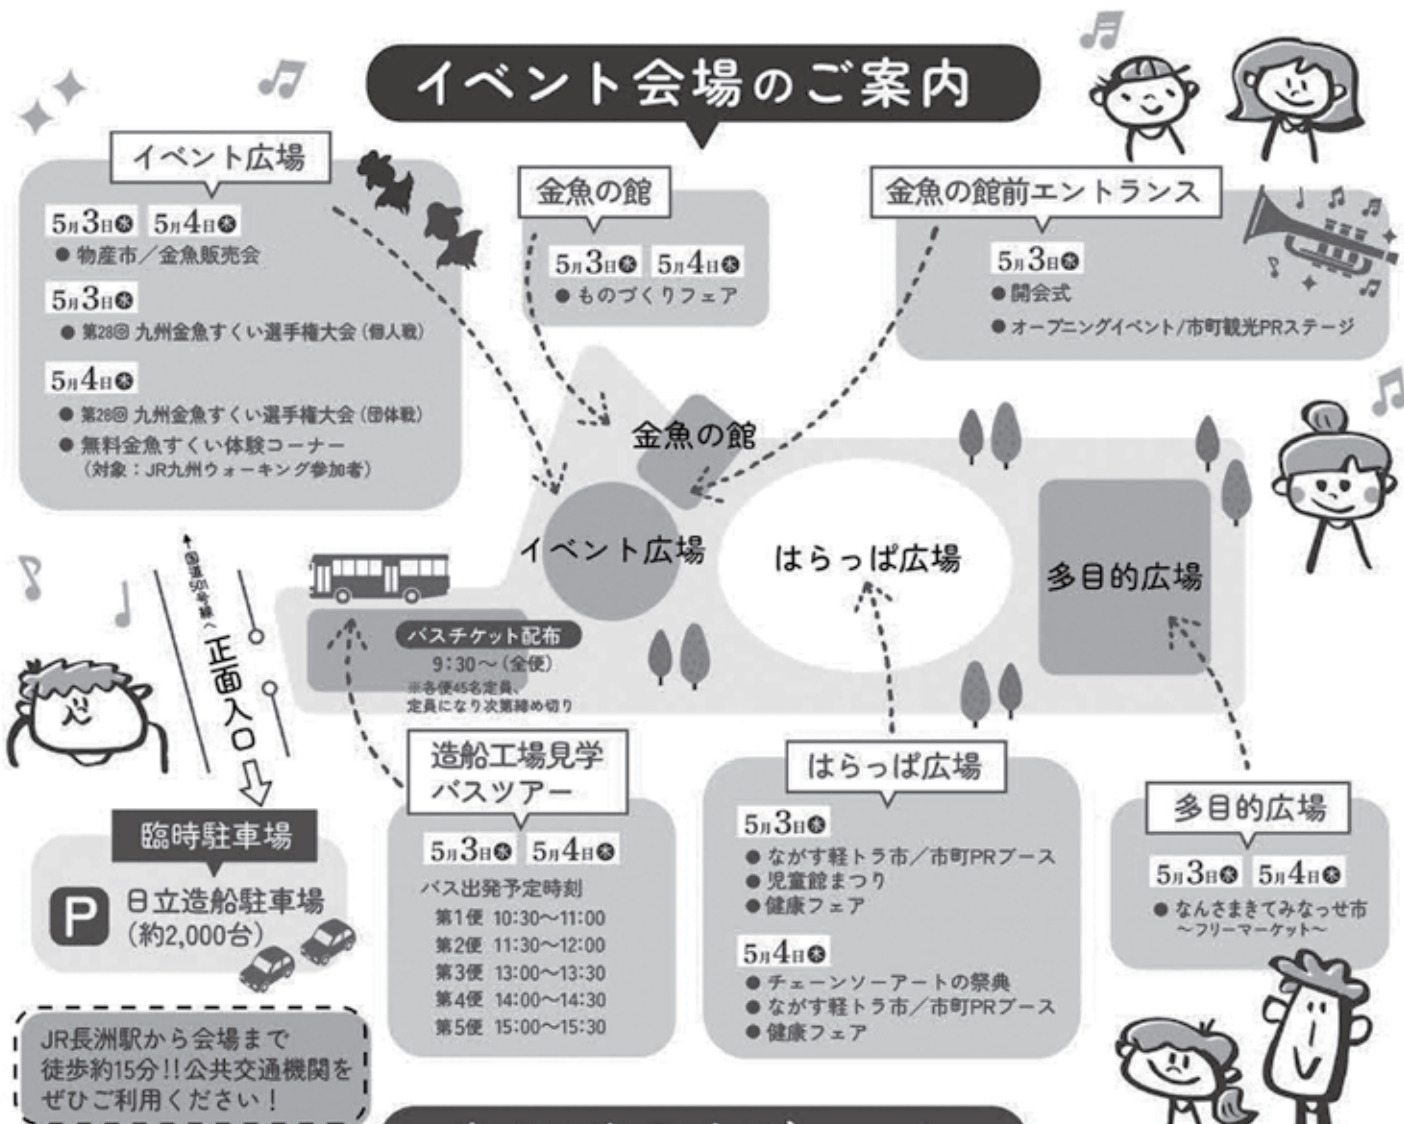 イベント会場のご案内
イベント広場
5月3日㊌ 5月4日㊍
● 物産市／金魚販売会
5月3日㊌
● 第28回 九州金魚すくい選手権大会（個人戦）
5月4日㊍
● 第28回 九州金魚すくい選手権大会（団体戦）
● 無料金魚すくい体験コーナー
（対象：JR九州ウォーキング参加者）
金魚の館
5月3日㊌ 5月4日㊍
● ものづくりフェア
金魚の館前エントランス
5月3日㊌
● 開会式
● オープニングイベント/市町観光PRステージ
金魚の館
イベント広場
はらっぱ広場
多目的広場
国道501号線へ
正面入口
バスチケット配布
9:30～（全便）
※各便45名定員、
定員になり次第締め切り
造船工場見学
バスツアー
5月3日㊌ 5月4日㊍
バス出発予定時刻
第1便 10:30～11:00
第2便 11:30～12:00
第3便 13:00～13:30
第4便 14:00～14:30
第5便 15:00～15:30
はらっぱ広場
5月3日㊌
● ながす軽トラ市／市町PRブース
● 児童館まつり
● 健康フェア
5月4日㊍
● チェーンソーアートの祭典
● ながす軽トラ市／市町PRブース
● 健康フェア
多目的広場
5月3日㊌ 5月4日㊍
● なんさまきてみなっせ市
～フリーマーケット～
臨時駐車場
P
日立造船駐車場
（約2,000台）
JR長洲駅から会場まで
徒歩約15分!!公共交通機関を
ぜひご利用ください！